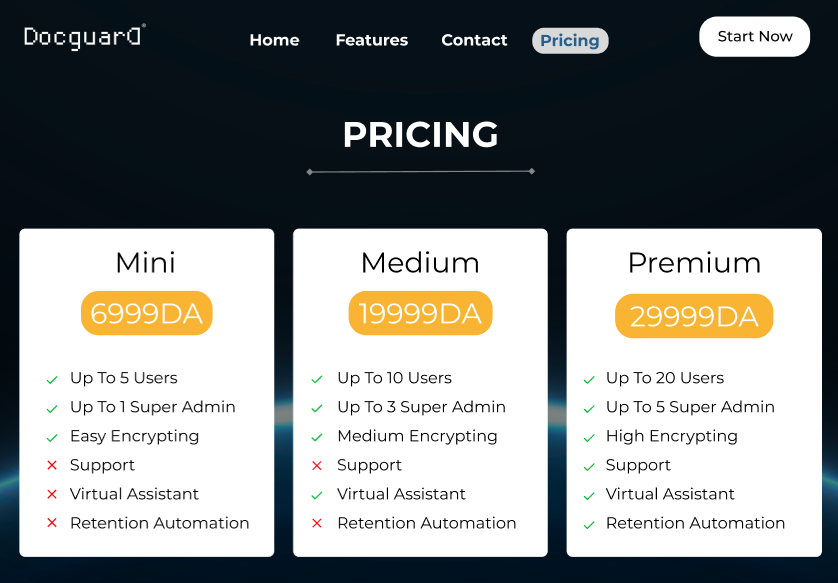 Docguard®
Home Features Contact Pricing
Start Now
PRICING
Mini
6999DA
Up To 5 Users
Up To 1 Super Admin
Easy Encrypting
Support
Virtual Assistant
Retention Automation
Medium
19999DA
Up To 10 Users
Up To 3 Super Admin
Medium Encrypting
Support
Virtual Assistant
Retention Automation
Premium
29999DA
Up To 20 Users
Up To 5 Super Admin
High Encrypting
Support
Virtual Assistant
Retention Automation